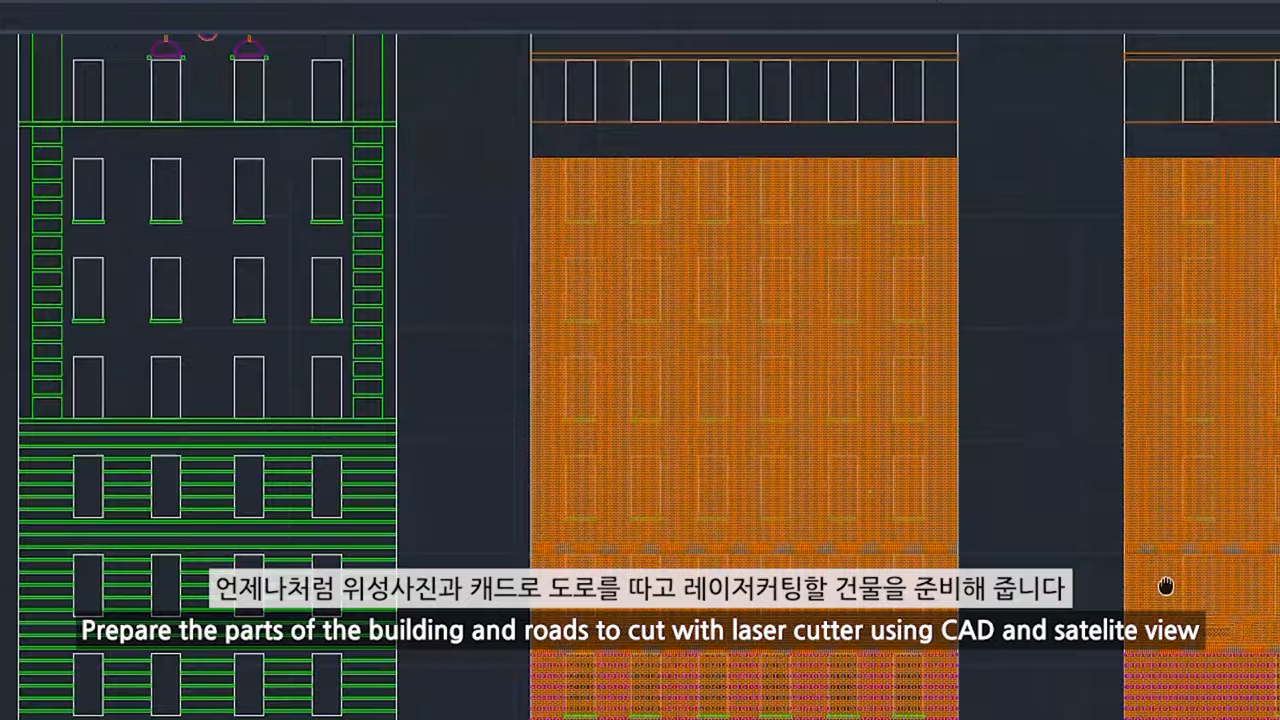 언제나처럼 위성사진과 캐드로 도로를 따고 레이저커팅할 건물을 준비해 줍니다
Prepare the parts of the building and roads to cut with laser cutter using CAD and satelite view